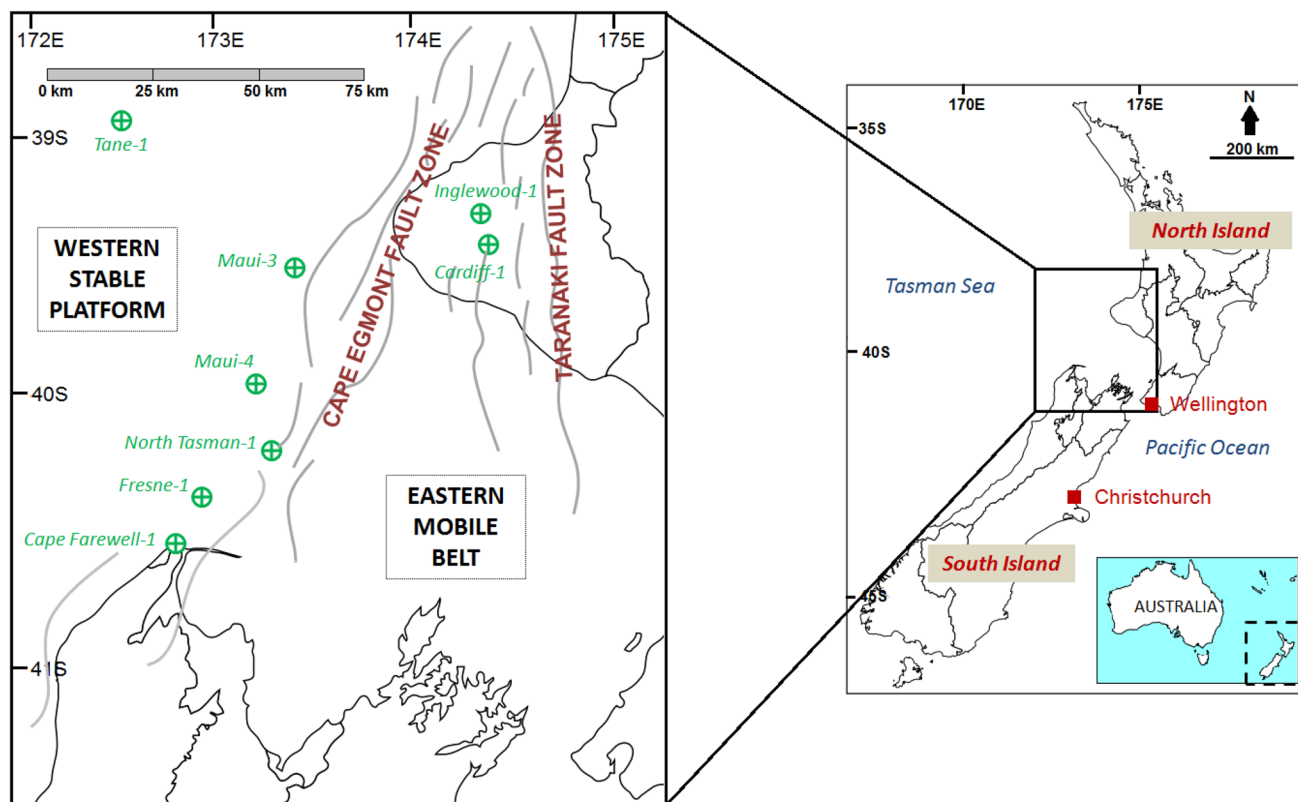 172E 173E 174E 175E
0 km 25 km 50 km 75 km
39S
40S
41S
Tane-1
WESTERN
STABLE
PLATFORM
Maui-3
Maui-4
North Tasman-1
Fresne-1
Cape Farewell-1
CAPE EGMONT FAULT ZONE
Inglewood-1
Cardiff-1
TARANAKI FAULT ZONE
EASTERN
MOBILE
BELT
170E 175E
N
200 km
35S
40S
45S
North Island
Tasman Sea
Wellington
Pacific Ocean
Christchurch
South Island
AUSTRALIA